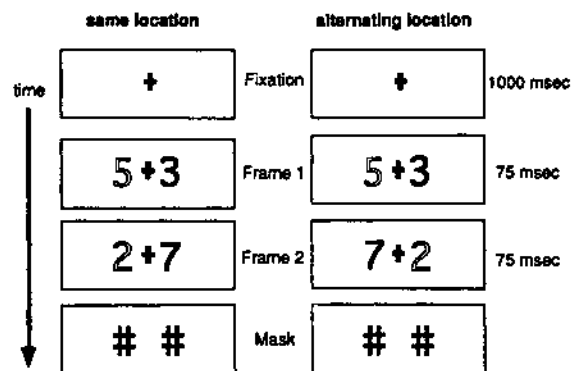 same location alternating location
time + Fixation + 1000 msec
5+3 Frame 1 5+3 75 msec
2+7 Frame 2 7+2 75 msec
# # Mask # #